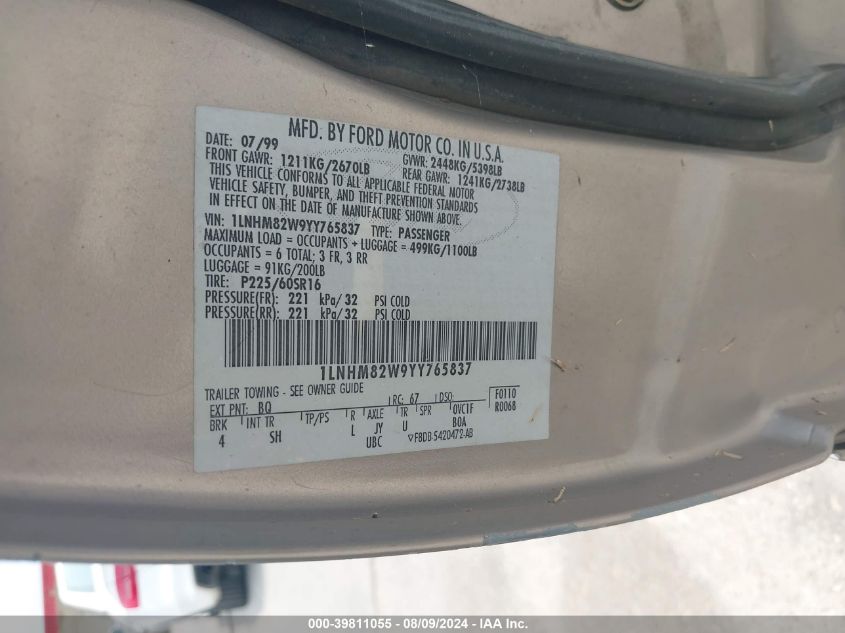 MFD. BY FORD MOTOR CO. IN U.S.A.
DATE: 07/99 GVWR: 2448KG/5398LB
FRONT GAWR: 1211KG/2670LB REAR GAWR: 1241KG/2738LB
THIS VEHICLE CONFORMS TO ALL APPLICABLE FEDERAL MOTOR
VEHICLE SAFETY, BUMPER, AND THEFT PREVENTION STANDARDS
IN EFFECT ON THE DATE OF MANUFACTURE SHOWN ABOVE.
VIN: 1LNHM82W9YY765837 TYPE: PASSENGER
MAXIMUM LOAD = OCCUPANTS + LUGGAGE = 499KG/1100LB
OCCUPANTS = 6 TOTAL; 3 FR, 3 RR
LUGGAGE = 91KG/200LB
TIRE: P225/60SR16
PRESSURE(FR): 221 kPa/32 PSI COLD
PRESSURE(RR): 221 kPa/32 PSI COLD
1LNHM82W9YY765837
TRAILER TOWING - SEE OWNER GUIDE
EXT PNT: BQ RC: 67 DSO: F0110
BRK INT TR TP/PS R AXLE TR SPR OVC1F R0068
4 SH L JY U BOA
UBC F8DB-5420472-AB
000-39811055 - 08/09/2024 - IAA Inc.